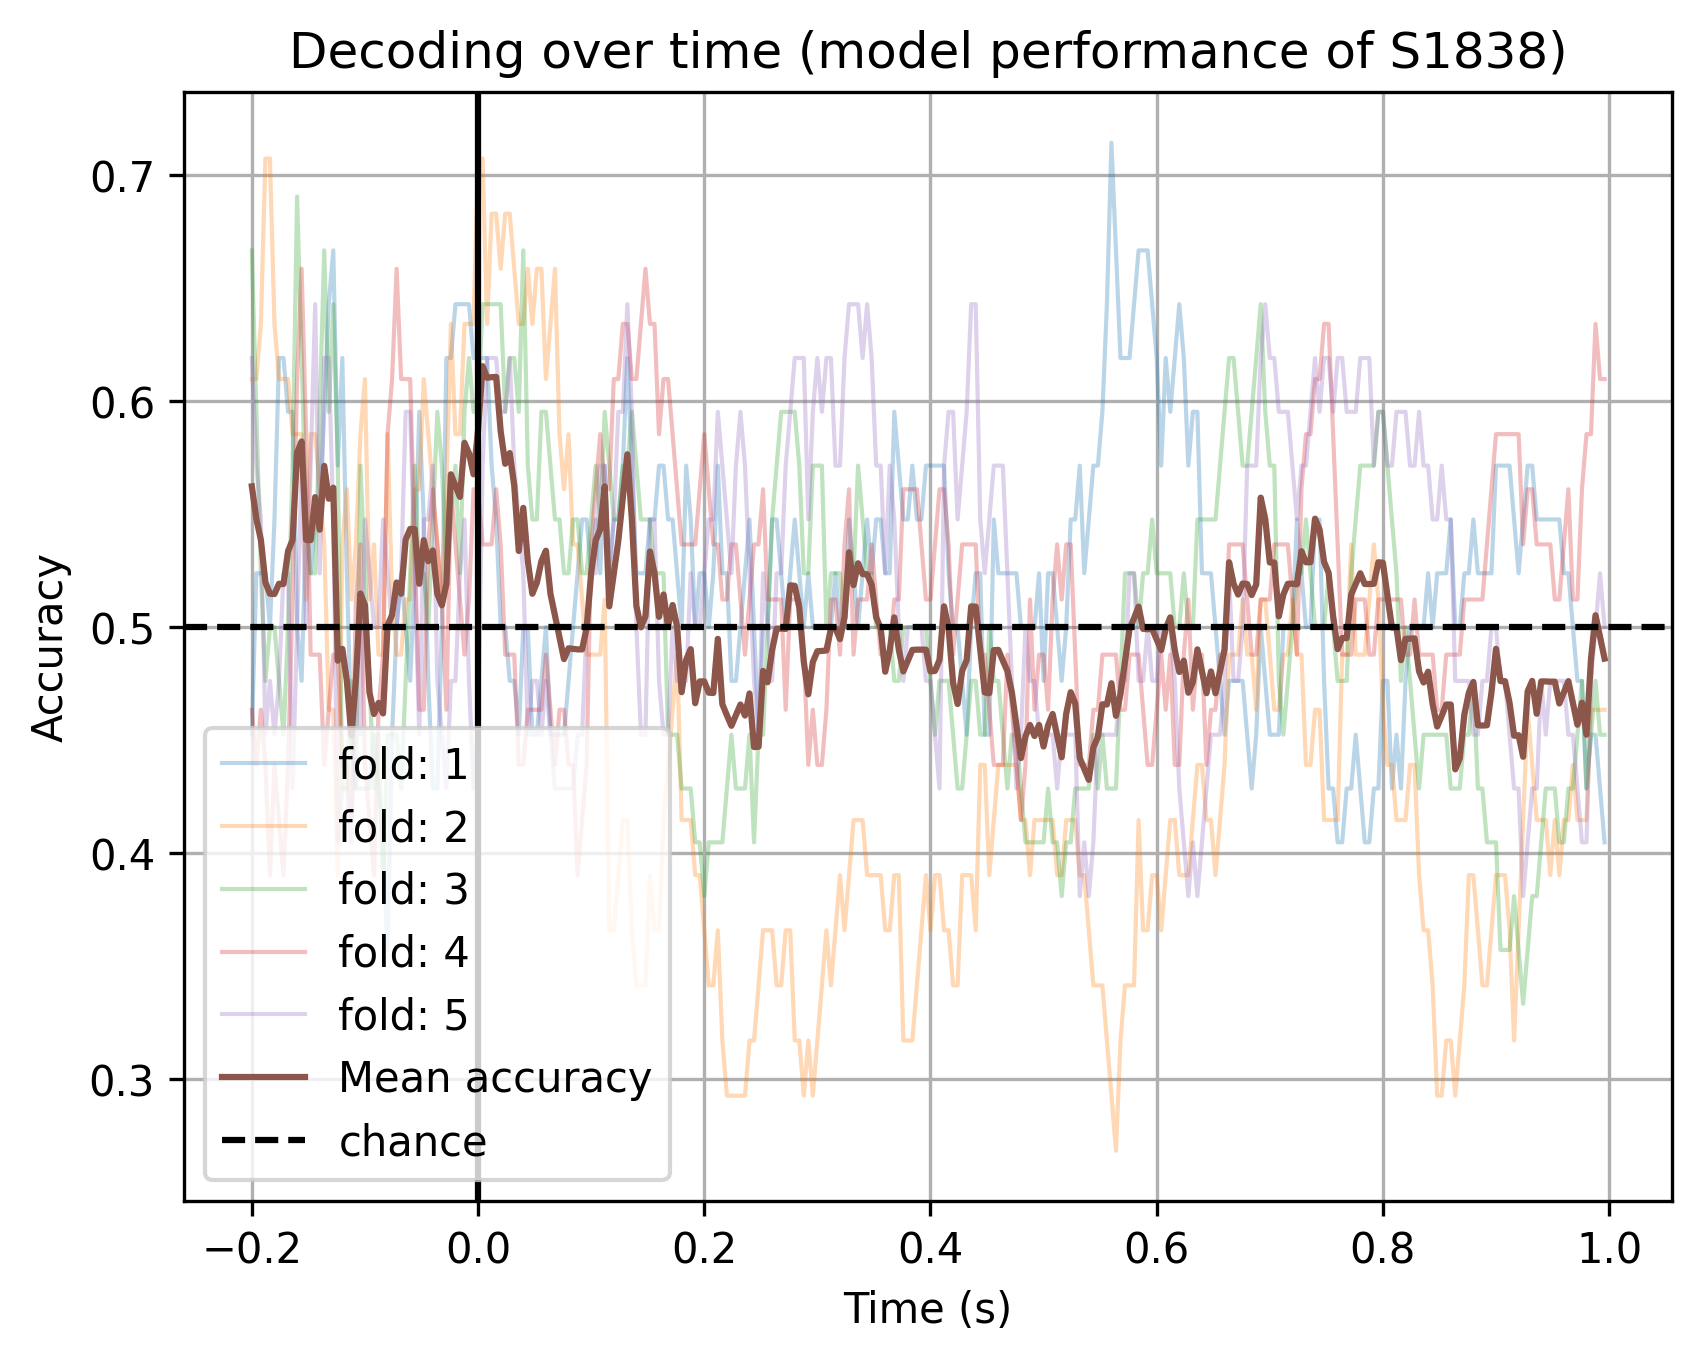 Decoding over time (model performance of S1838)
Accuracy
0.7
0.6
0.5
0.4
0.3
fold: 1
fold: 2
fold: 3
fold: 4
fold: 5
Mean accuracy
chance
−0.2 0.0 0.2 0.4 0.6 0.8 1.0
Time (s)